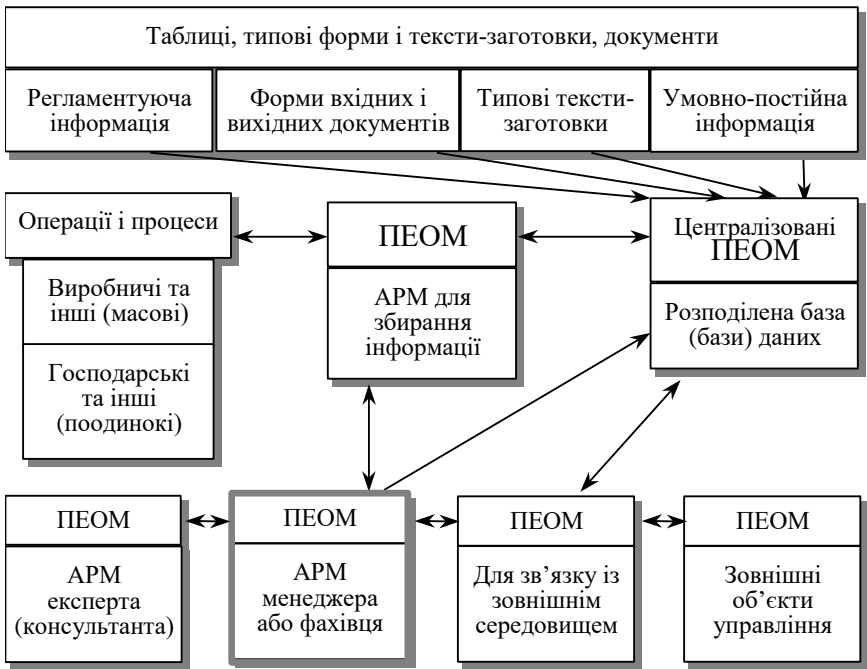 Таблиці, типові форми і тексти-заготовки, документи
Регламентуюча
інформація
Форми вхідних і
вихідних документів
Типові тексти-
заготовки
Умовно-постійна
інформація
Операції і процеси
Виробничі та
інші (масові)
Господарські
та інші
(поодинокі)
ПЕОМ
АРМ для
збирання
інформації
Централізовані
ПЕОМ
Розподілена база
(бази) даних
ПЕОМ
АРМ
експерта
(консультанта)
ПЕОМ
АРМ
менеджера
або фахівця
ПЕОМ
Для зв’язку із
зовнішнім
середовищем
ПЕОМ
Зовнішні
об’єкти
управління